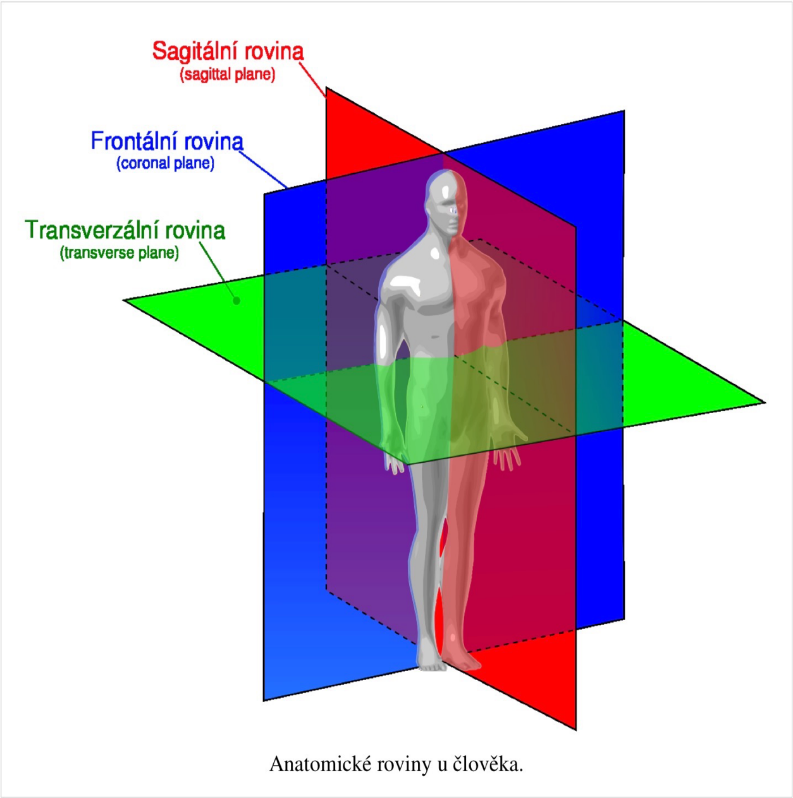 Sagitální rovina
(sagittal plane)
Frontální rovina
(coronal plane)
Transverzální rovina
(transverse plane)
Anatomické roviny u člověka.